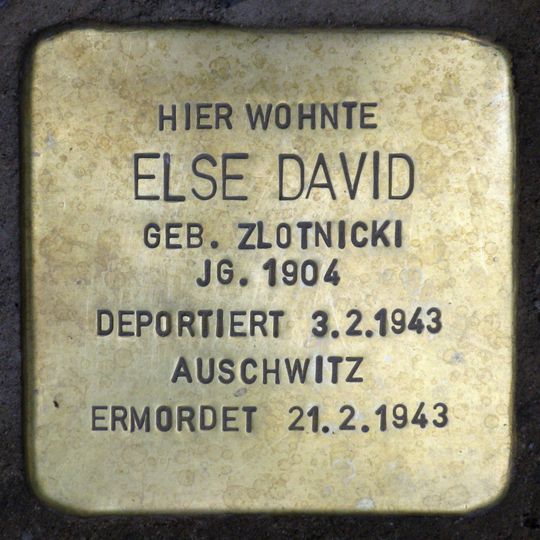 HIER WOHNTE
ELSE DAVID
GEB. ZLOTNICKI
JG. 1904
DEPORTIERT 3.2.1943
AUSCHWITZ
ERMORDET 21.2.1943